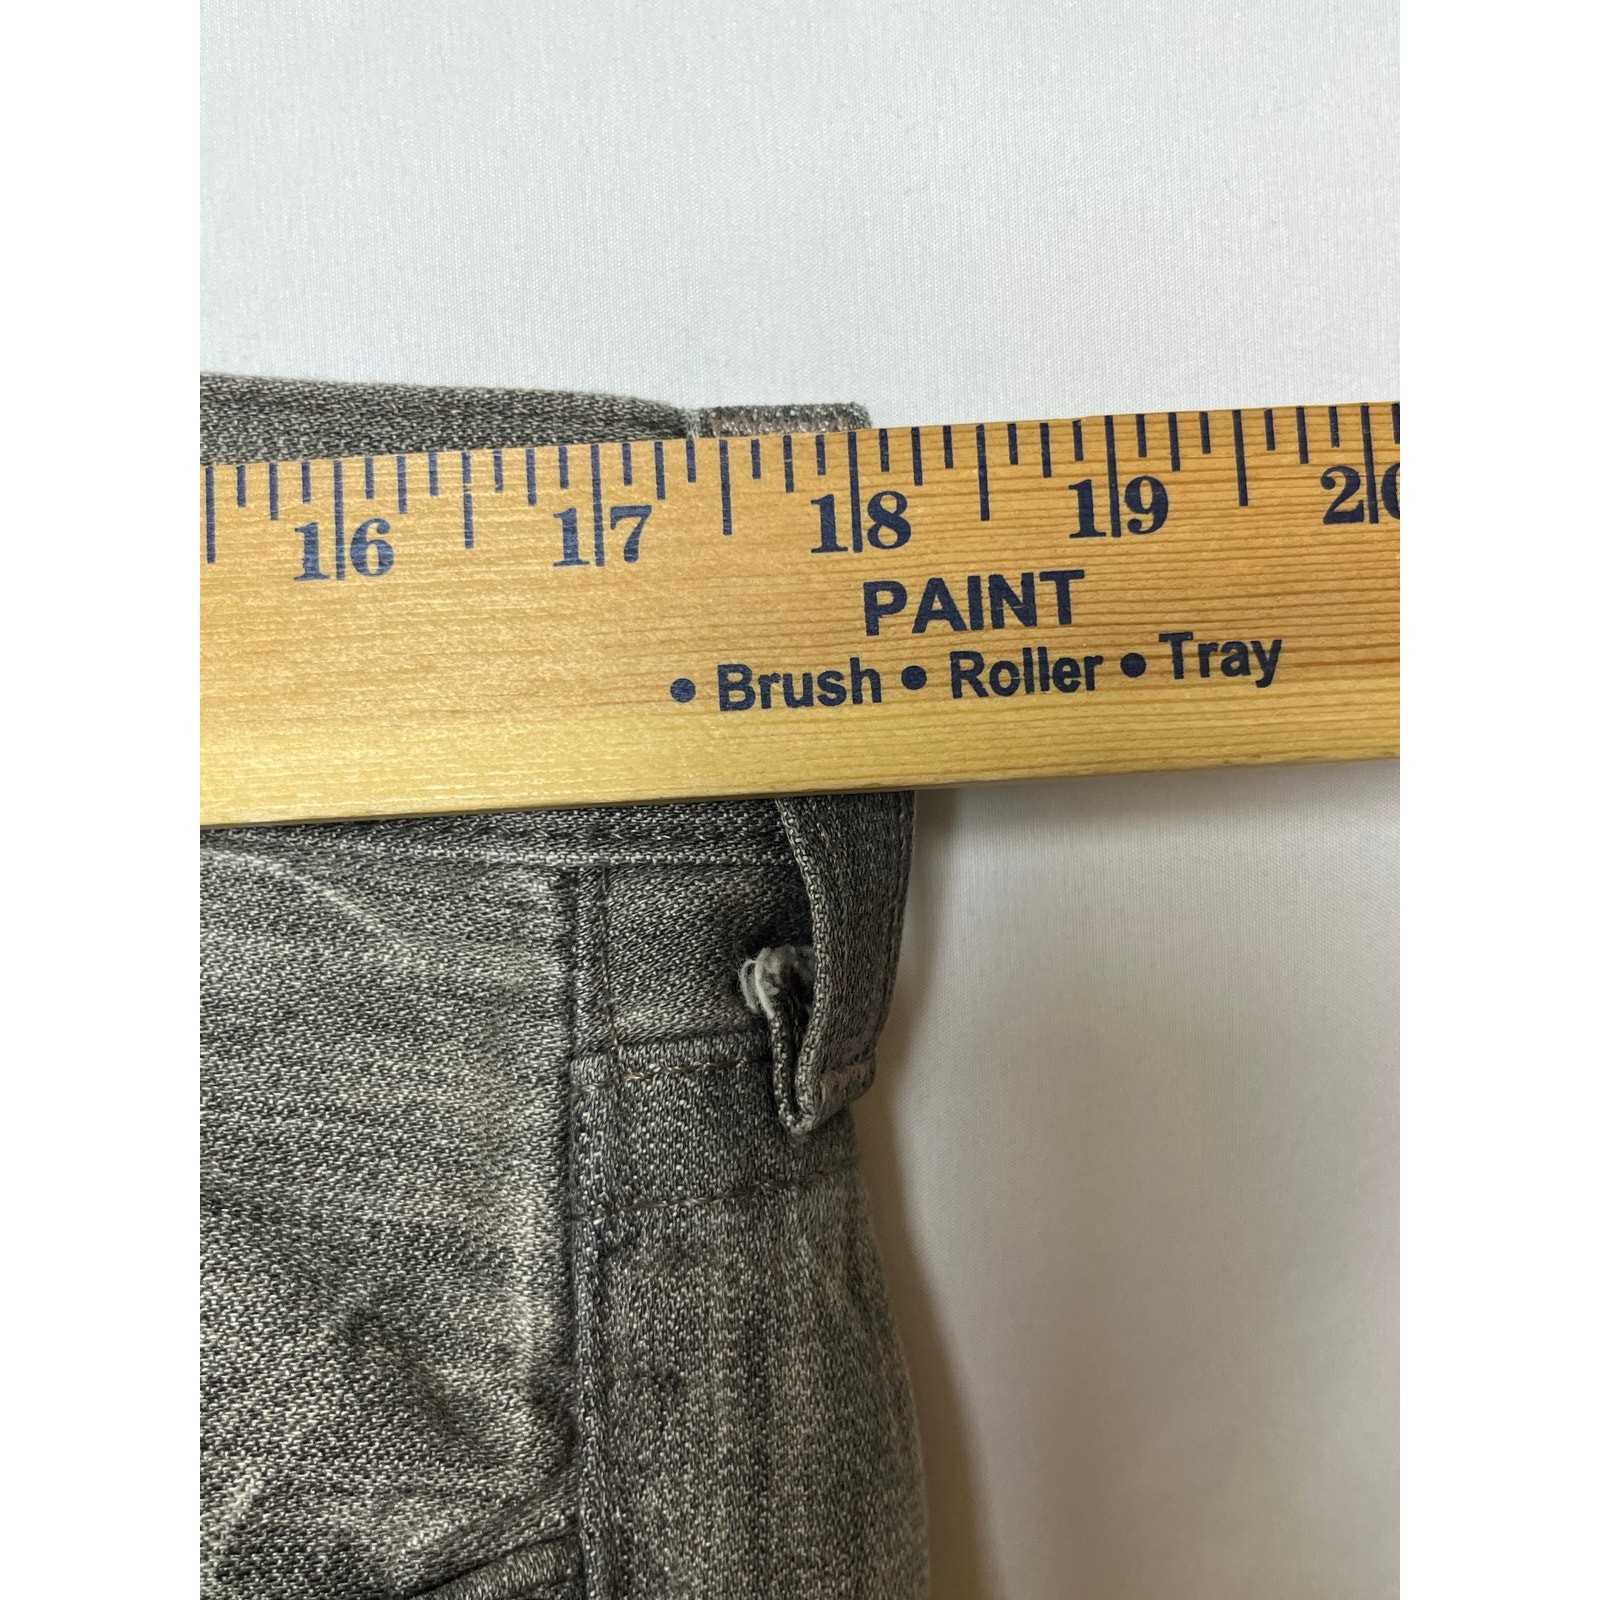 16 17 18 19 20
PAINT
• Brush • Roller • Tray